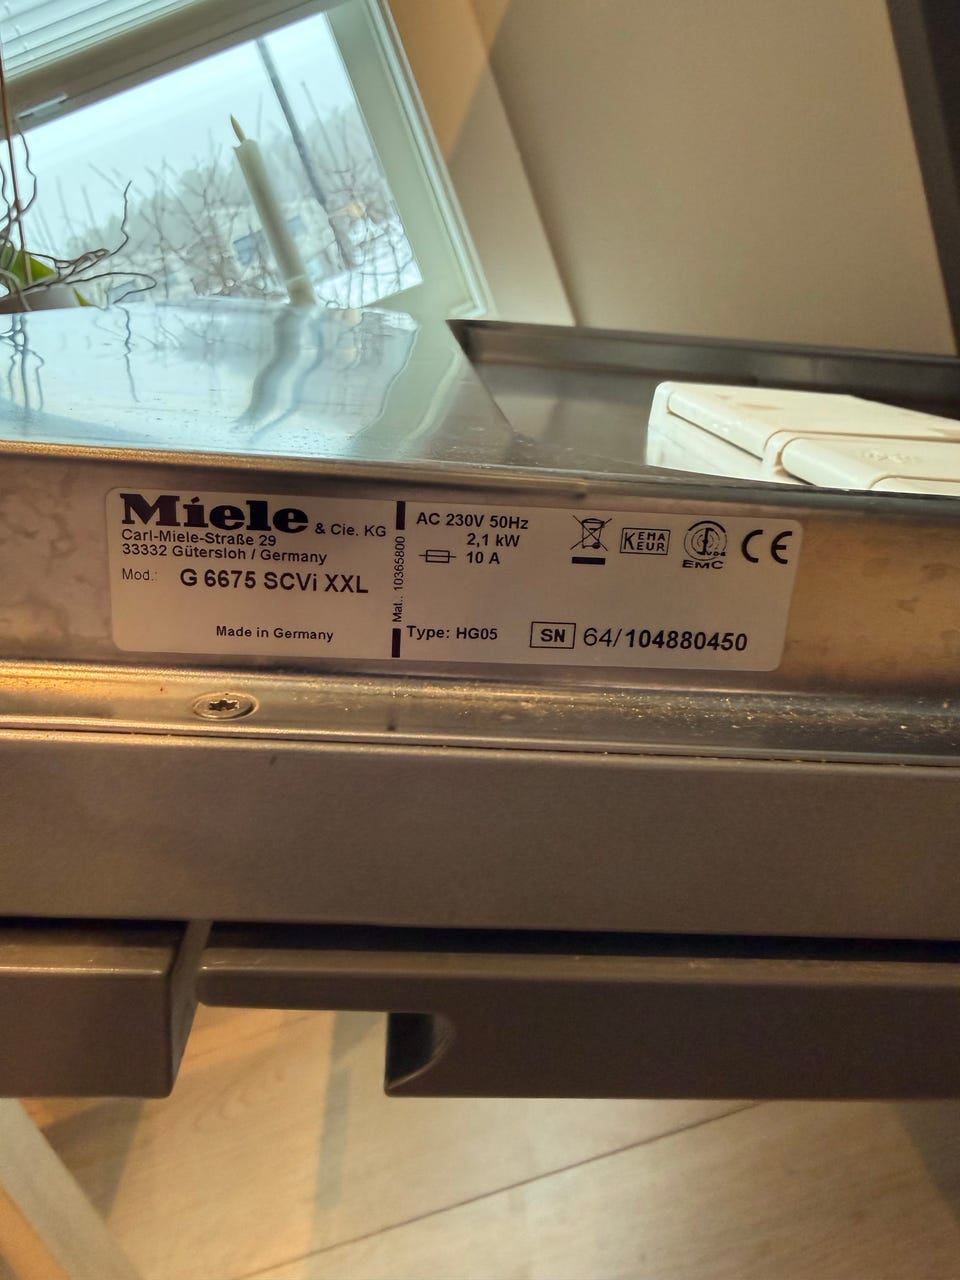 Miele & Cie. KG
Carl-Miele-Straße 29
33332 Gütersloh / Germany
Mod.: G 6675 SCVi XXL
Made in Germany
Mat.: 10365800
AC 230V 50Hz
2,1 kW
10 A
KEMA
KEUR
EMC
CE
Type: HG05
SN 64/104880450